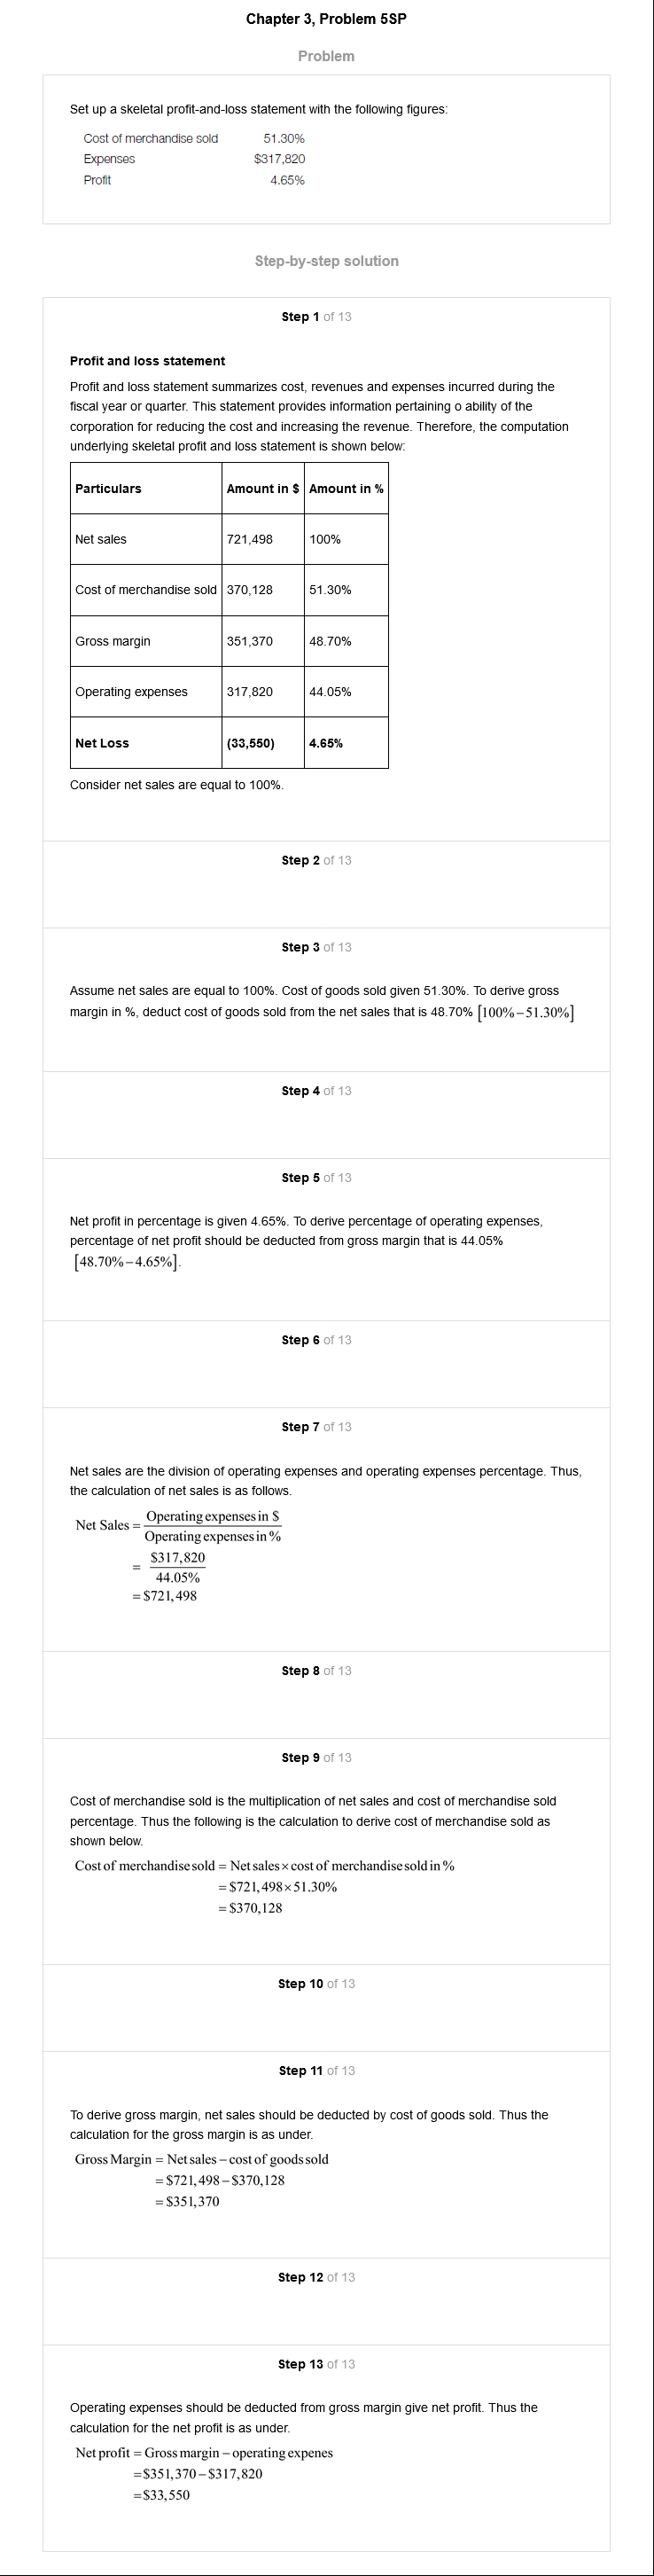 Chapter 3, Problem 5SP
Problem
Set up a skeletal profit-and-loss statement with the following figures:
Cost of merchandise sold 51.30%
Expenses $317,820
Profit 4.65%
Step-by-step solution
Step 1 of 13
Profit and loss statement
Profit and loss statement summarizes cost, revenues and expenses incurred during the
fiscal year or quarter. This statement provides information pertaining o ability of the
corporation for reducing the cost and increasing the revenue. Therefore, the computation
underlying skeletal profit and loss statement is shown below:
Particulars Amount in $ Amount in %
Net sales 721,498 100%
Cost of merchandise sold 370,128 51.30%
Gross margin 351,370 48.70%
Operating expenses 317,820 44.05%
Net Loss (33,550) 4.65%
Consider net sales are equal to 100%.
Step 2 of 13
Step 3 of 13
Assume net sales are equal to 100%. Cost of goods sold given 51.30%. To derive gross
margin in %, deduct cost of goods sold from the net sales that is 48.70% [100%−51.30%]
Step 4 of 13
Step 5 of 13
Net profit in percentage is given 4.65%. To derive percentage of operating expenses,
percentage of net profit should be deducted from gross margin that is 44.05%
[48.70%−4.65%].
Step 6 of 13
Step 7 of 13
Net sales are the division of operating expenses and operating expenses percentage. Thus,
the calculation of net sales is as follows.
Net Sales = Operating expenses in $
Operating expenses in %
= $317,820
44.05%
= $721,498
Step 8 of 13
Step 9 of 13
Cost of merchandise sold is the multiplication of net sales and cost of merchandise sold
percentage. Thus the following is the calculation to derive cost of merchandise sold as
shown below.
Cost of merchandise sold = Net sales × cost of merchandise sold in %
= $721,498 × 51.30%
= $370,128
Step 10 of 13
Step 11 of 13
To derive gross margin, net sales should be deducted by cost of goods sold. Thus the
calculation for the gross margin is as under.
Gross Margin = Net sales − cost of goods sold
= $721,498 − $370,128
= $351,370
Step 12 of 13
Step 13 of 13
Operating expenses should be deducted from gross margin give net profit. Thus the
calculation for the net profit is as under.
Net profit = Gross margin − operating expenes
= $351,370 − $317,820
= $33,550